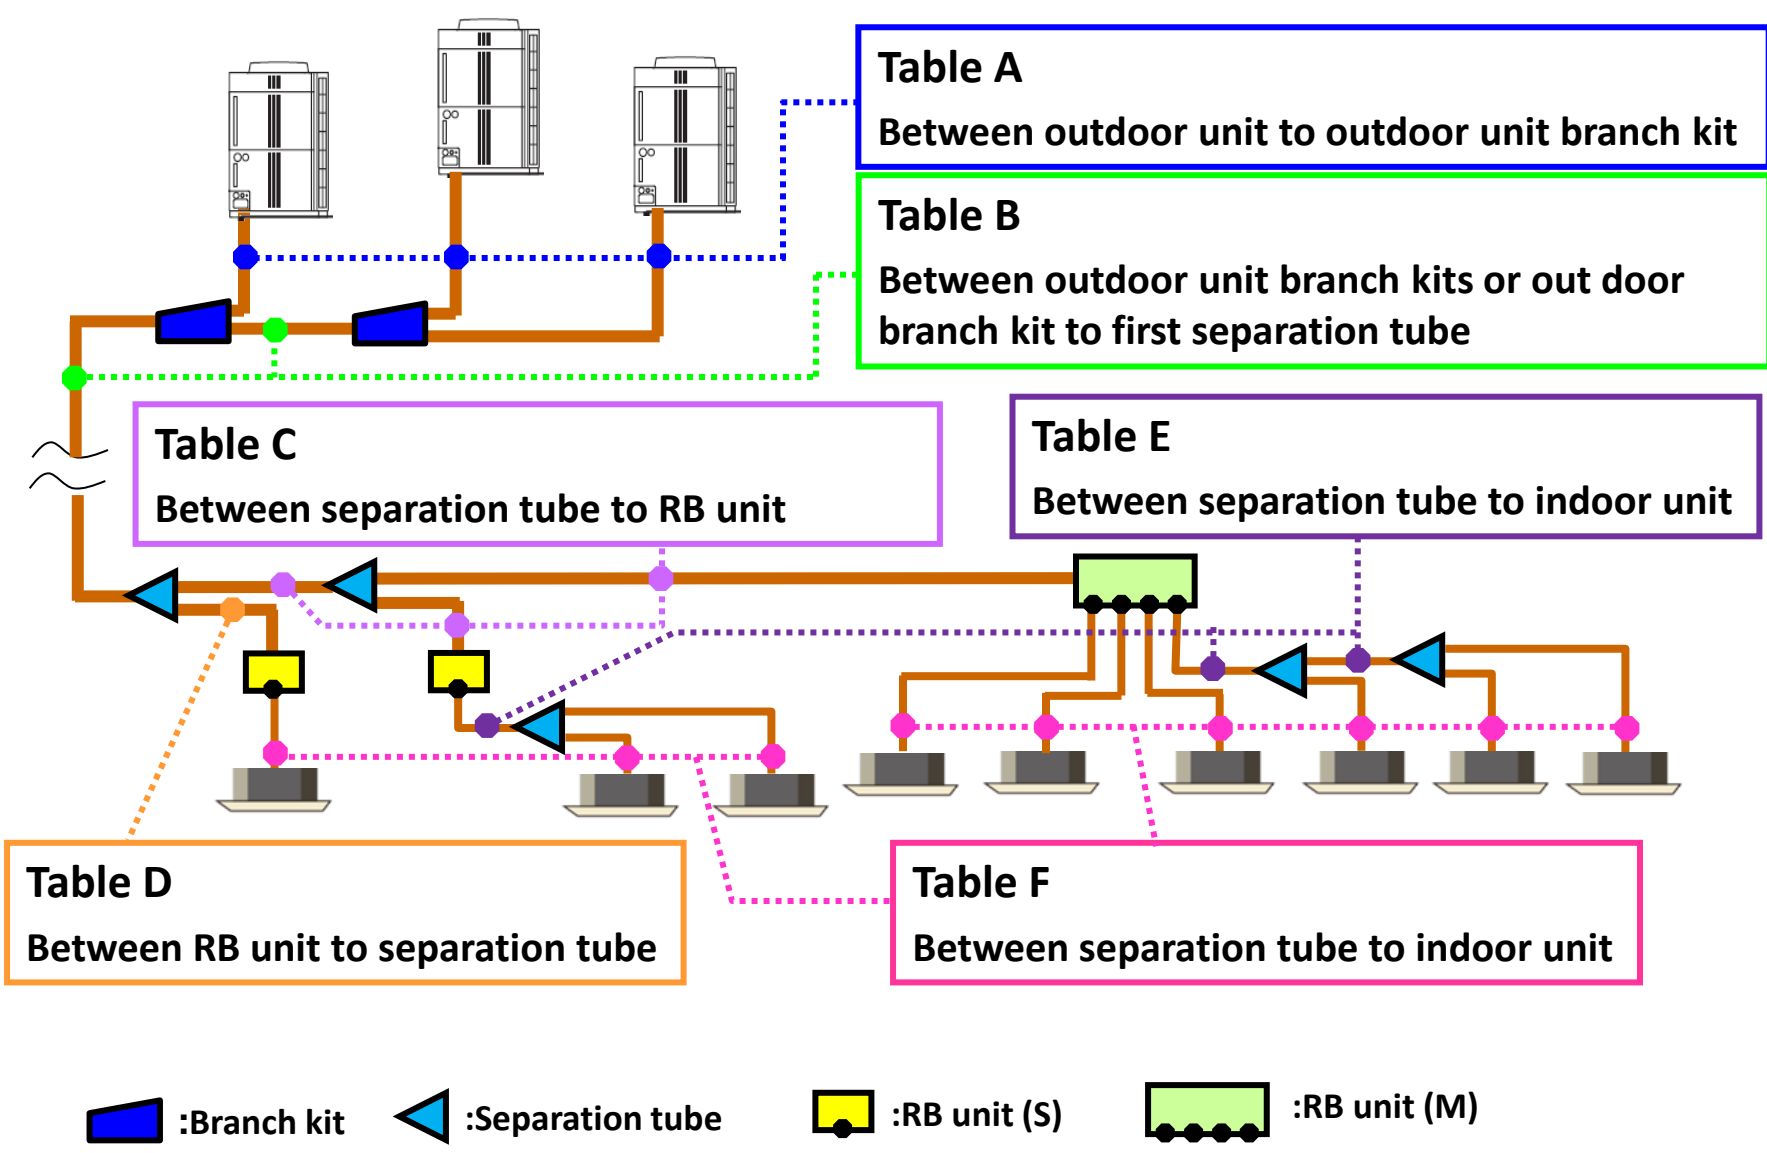 Table A
Between outdoor unit to outdoor unit branch kit
Table B
Between outdoor unit branch kits or out door
branch kit to first separation tube
Table C
Between separation tube to RB unit
Table E
Between separation tube to indoor unit
Table D
Between RB unit to separation tube
Table F
Between separation tube to indoor unit
:Branch kit
:Separation tube
:RB unit (S)
:RB unit (M)